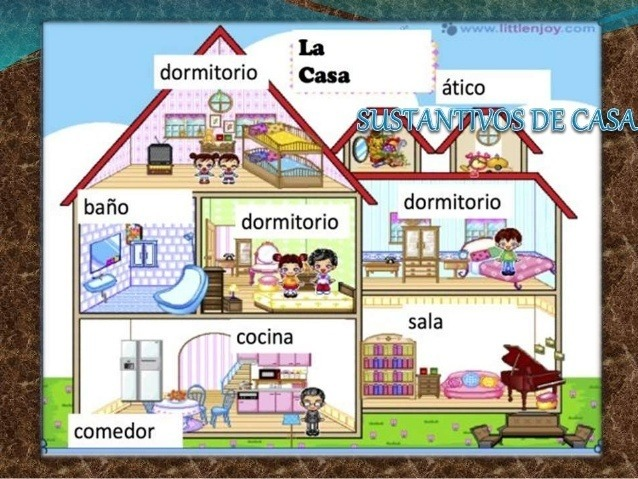 www.littlenjoy.com
La
Casa
dormitorio
ático
SUSTANTIVOS DE CASA
baño
dormitorio
dormitorio
cocina
sala
comedor